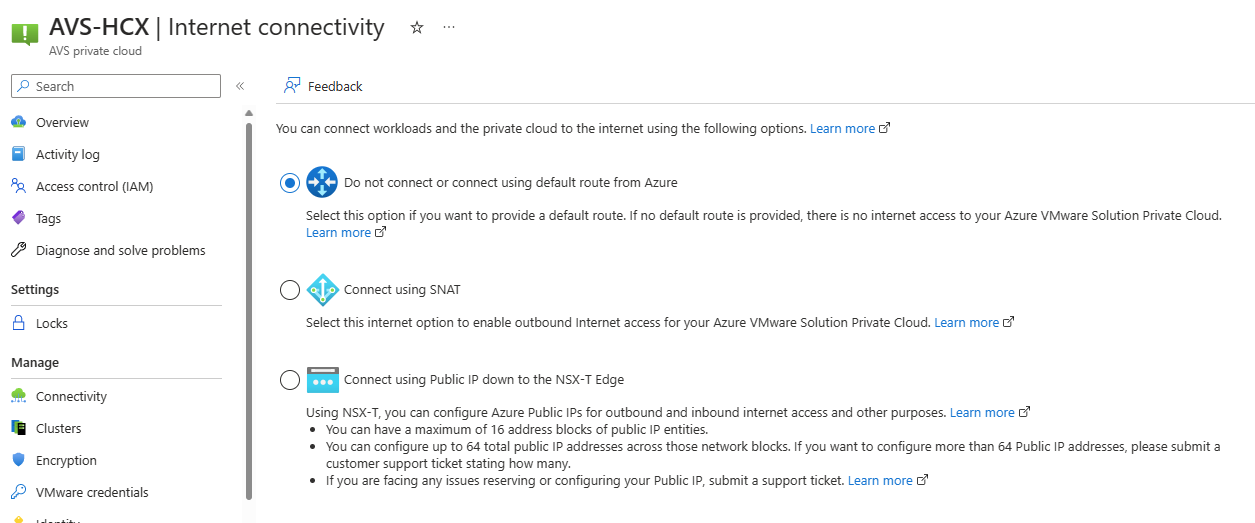 AVS-HCX | Internet connectivity
AVS private cloud
Search
Overview
Activity log
Access control (IAM)
Tags
Diagnose and solve problems
Settings
Locks
Manage
Connectivity
Clusters
Encryption
VMware credentials
Identity
Feedback
You can connect workloads and the private cloud to the internet using the following options. Learn more
Do not connect or connect using default route from Azure
Select this option if you want to provide a default route. If no default route is provided, there is no internet access to your Azure VMware Solution Private Cloud.
Learn more
Connect using SNAT
Select this internet option to enable outbound Internet access for your Azure VMware Solution Private Cloud. Learn more
Connect using Public IP down to the NSX-T Edge
Using NSX-T, you can configure Azure Public IPs for outbound and inbound internet access and other purposes. Learn more
• You can have a maximum of 16 address blocks of public IP entities.
• You can configure up to 64 total public IP addresses across those network blocks. If you want to configure more than 64 Public IP addresses, please submit a
customer support ticket stating how many.
• If you are facing any issues reserving or configuring your Public IP, submit a support ticket. Learn more